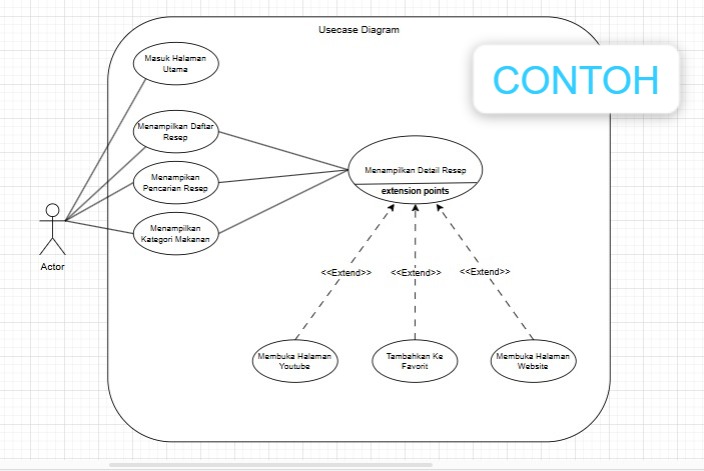 Usecase Diagram
CONTOH
Masuk Halaman
Utama
Menampilkan Daftar
Resep
Menampikan
Pencarian Resep
Menampilkan
Kategori Makanan
Menampilkan Detail Resep
extension points
Actor
<<Extend>>
<<Extend>>
<<Extend>>
Membuka Halaman
Youtube
Tambahkan Ke
Favorit
Membuka Halaman
Website